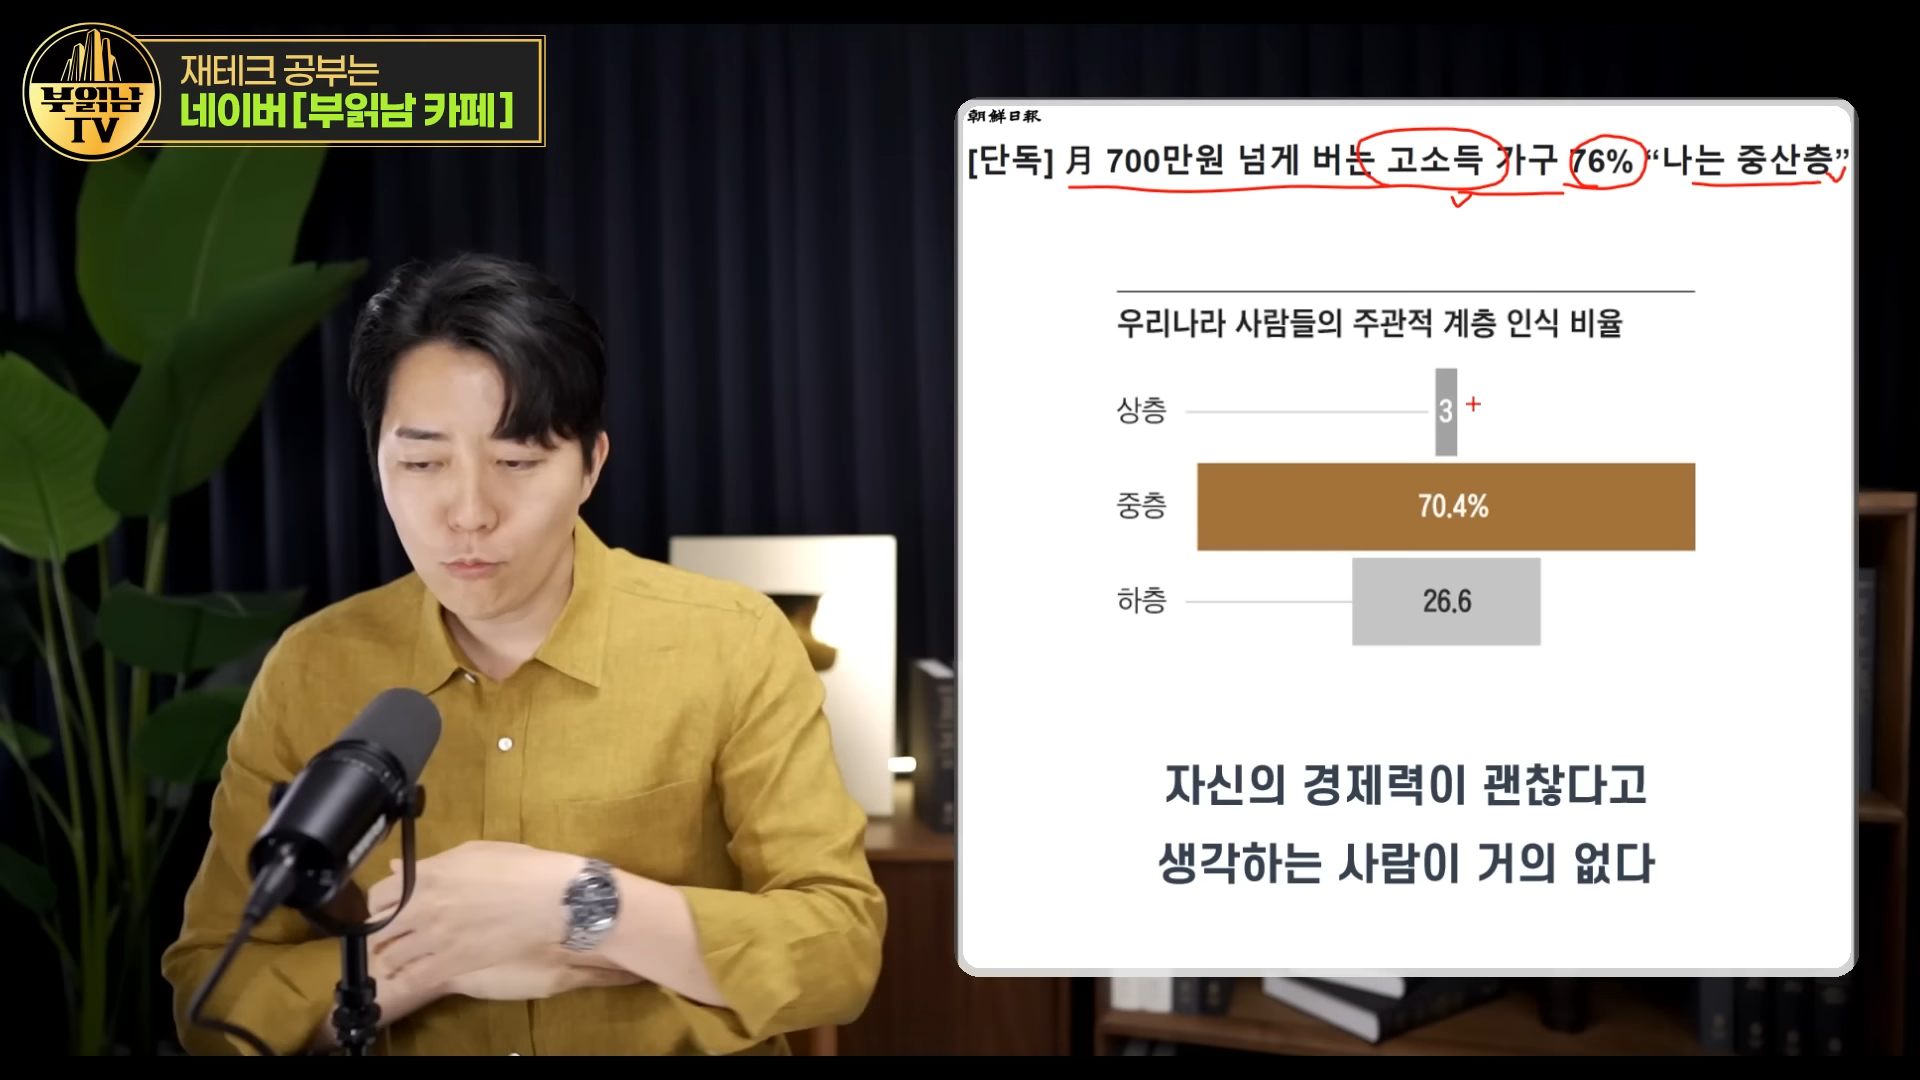 부읽남
TV
재테크 공부는
네이버 [부읽남 카페]
朝鮮日報
[단독] 月 700만원 넘게 버는 고소득 가구 76% “나는 중산층”
우리나라 사람들의 주관적 계층 인식 비율
상층 3
중층 70.4%
하층 26.6
자신의 경제력이 괜찮다고
생각하는 사람이 거의 없다